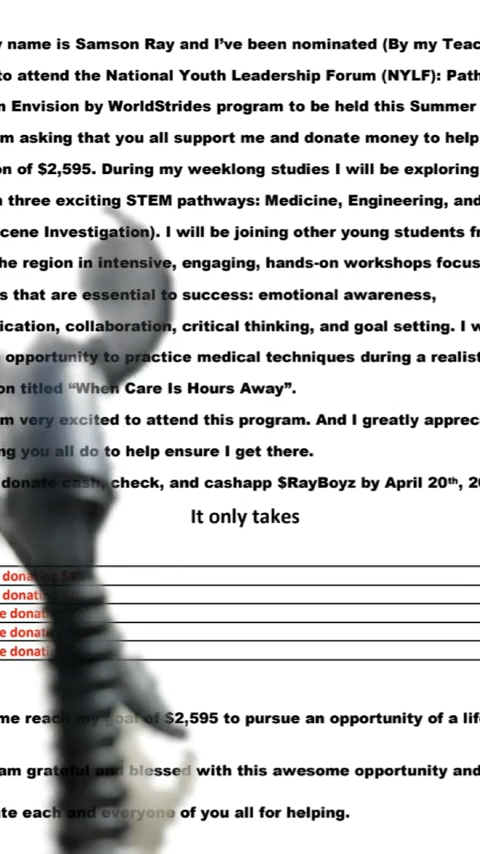 y name is Samson Ray and I've been nominated (By my Teac
to attend the National Youth Leadership Forum (NYLF): Path
n Envision by WorldStrides program to be held this Summer
m asking that you all support me and donate money to help
on of $2,595. During my weeklong studies I will be exploring
n three exciting STEM pathways: Medicine, Engineering, and
cene Investigation). I will be joining other young students fr
he region in intensive, engaging, hands-on workshops focus
s that are essential to success: emotional awareness,
ication, collaboration, critical thinking, and goal setting. I w
opportunity to practice medical techniques during a realist
on titled “When Care Is Hours Away”.
m very excited to attend this program. And I greatly apprec
ng you all do to help ensure I get there.
donate cash, check, and cashapp $RayBoyz by April 20th, 20
It only takes
donating
donati
e donat
e donat
e donati
me reach my goal of $2,595 to pursue an opportunity of a life
am grateful and blessed with this awesome opportunity and
te each and everyone of you all for helping.